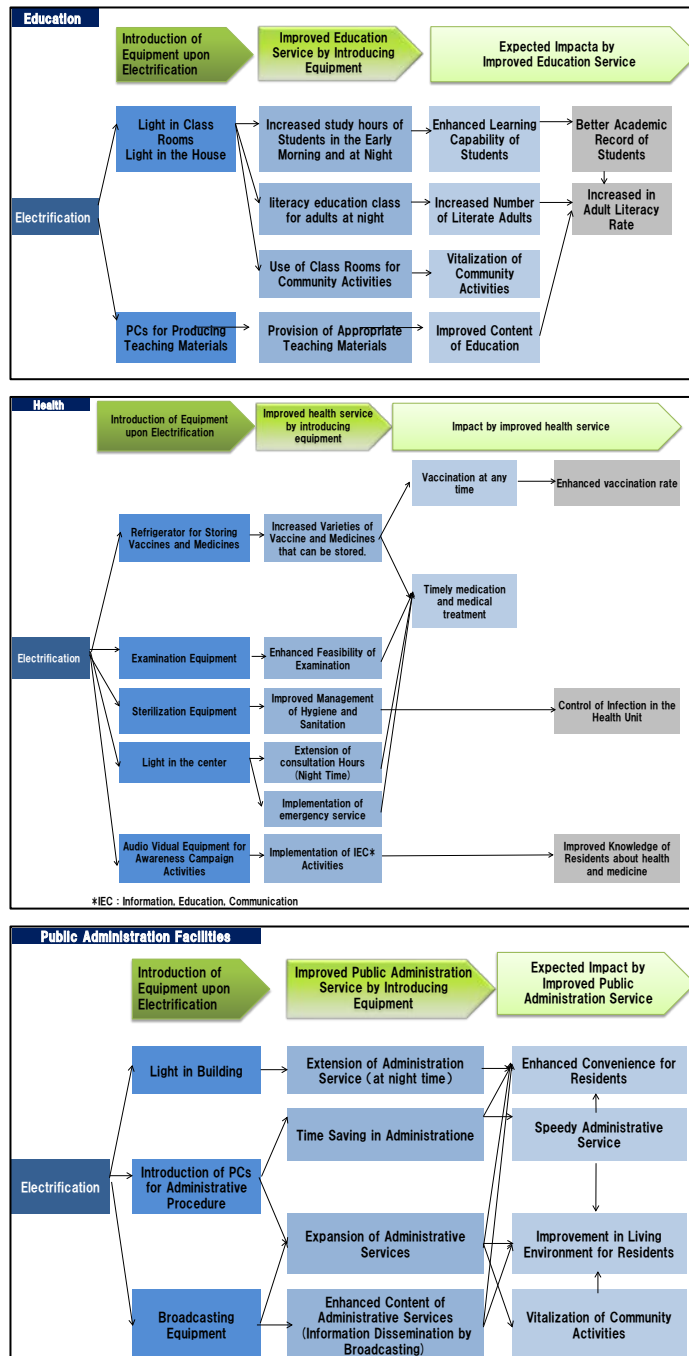 Education
Introduction of
Equipment upon
Electrification
Improved Education
Service by Introducing
Equipment
Expected Impacta by
Improved Education Service
Light in Class
Rooms
Light in the House
Increased study hours of
Students in the Early
Morning and at Night
Enhanced Learning
Capability of
Students
Better Academic
Record of
Students
Electrification
literacy education class
for adults at night
Increased Number
of Literate Adults
Increased in
Adult Literacy
Rate
Use of Class Rooms for
Community Activities
Vitalization of
Community
Activities
PCs for Producing
Teaching Materials
Provision of Appropriate
Teaching Materials
Improved Content
of Education
Health
Introduction of Equipment
upon Electrification
Improved health service
by introducing
equipment
Impact by improved health service
Vaccination at any
time
Enhanced vaccination rate
Refrigerator for Storing
Vaccines and Medicines
Increased Varieties of
Vaccine and Medicines
that can be stored.
Timely medication
and medical
treatment
Electrification
Examination Equipment
Enhanced Feasibility of
Examination
Sterilization Equipment
Improved Management
of Hygiene and
Sanitation
Control of Infection in the
Health Unit
Light in the center
Extension of
consultation Hours
(Night Time)
Implementation of
emergency service
Audio Vidual Equipment for
Awareness Campaign
Activities
Implementation of IEC*
Activities
Improved Knowledge of
Residents about health
and medicine
*IEC : Information, Education, Communication
Public Administration Facilities
Introduction of
Equipment upon
Electrification
Improved Public Administration
Service by Introducing
Equipment
Expected Impact by
Improved Public
Administration Service
Light in Building
Extension of Administration
Service (at night time)
Enhanced Convenience for
Residents
Time Saving in Administratione
Speedy Administrative
Service
Electrification
Introduction of PCs
for Administrative
Procedure
Expansion of Administrative
Services
Improvement in Living
Environment for Residents
Broadcasting
Equipment
Enhanced Content of
Administrative Services
(Information Dissemination by
Broadcasting)
Vitalization of Community
Activities